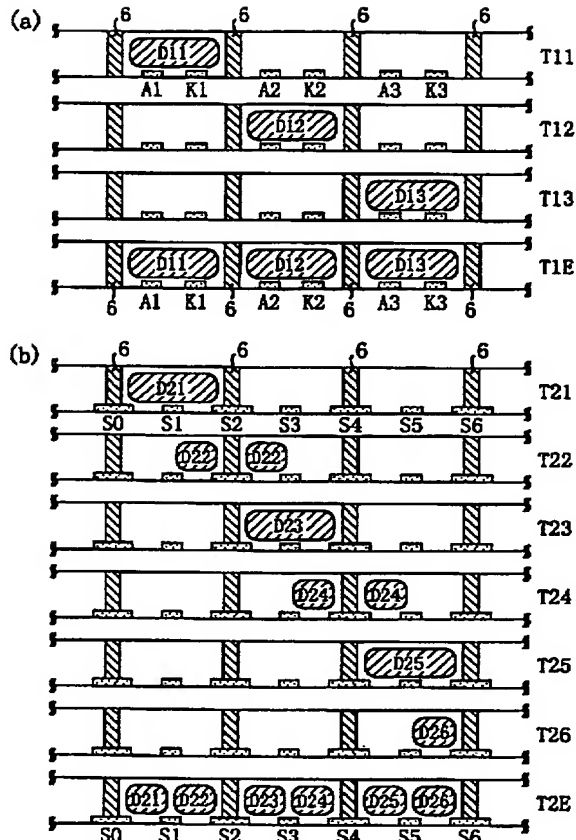 (a)
6 6 6 6
D11 T11
A1 K1 A2 K2 A3 K3
D12 T12
D13 T13
D11 D12 D13 T1E
A1 K1 A2 K2 A3 K3
6 6 6 6
(b)
6 6 6 6
D21 T21
S0 S1 S2 S3 S4 S5 S6
D22 D22 T22
D23 T23
D24 D24 T24
D25 T25
D26 T26
D21 D22 D23 D24 D25 D26 T2E
S0 S1 S2 S3 S4 S5 S6